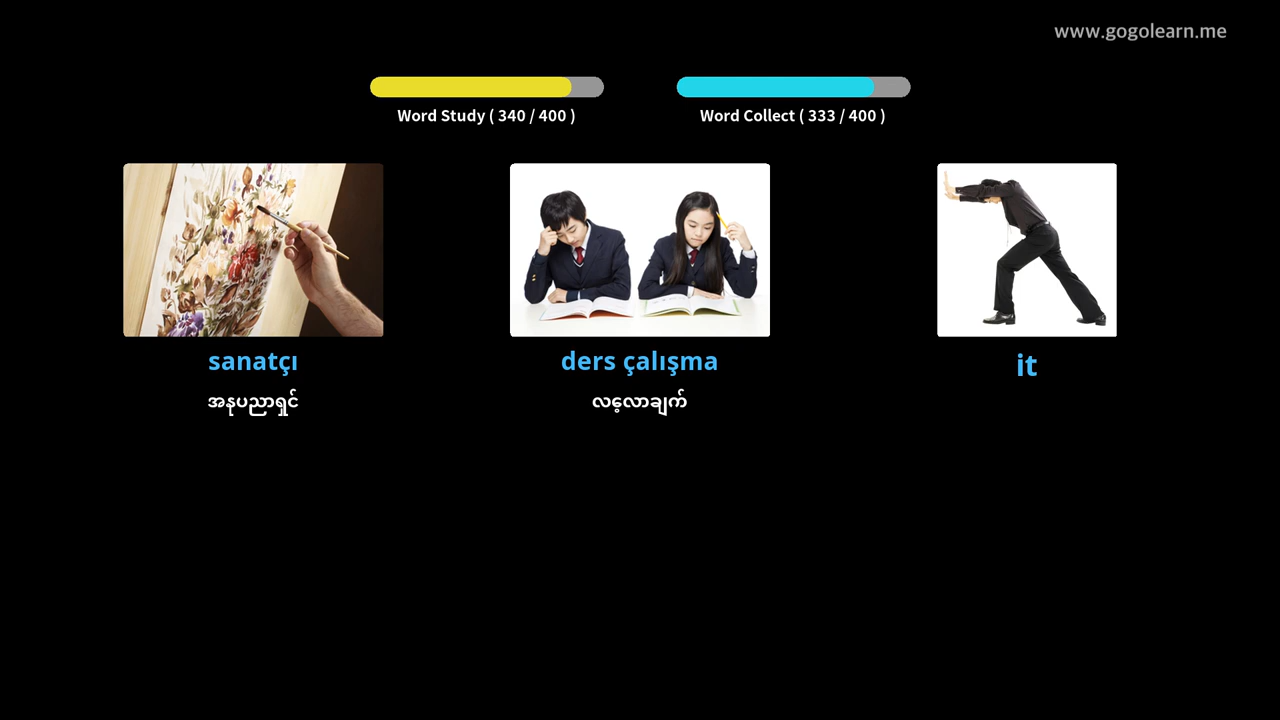 www.gogolearn.me
Word Study ( 340 / 400 )
Word Collect ( 333 / 400 )
sanatçı
ders çalışma
it
အနုပညာရှင်
လေ့လာချက်